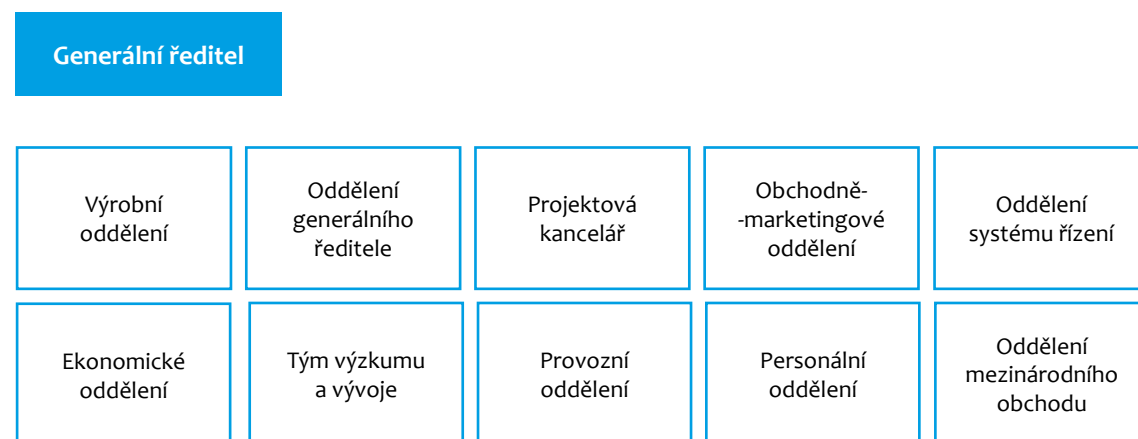 Generální ředitel
Výrobní
oddělení
Oddělení
generálního
ředitele
Projektová
kancelář
Obchodně-
-marketingové
oddělení
Oddělení
systému řízení
Ekonomické
oddělení
Tým výzkumu
a vývoje
Provozní
oddělení
Personální
oddělení
Oddělení
mezinárodního
obchodu